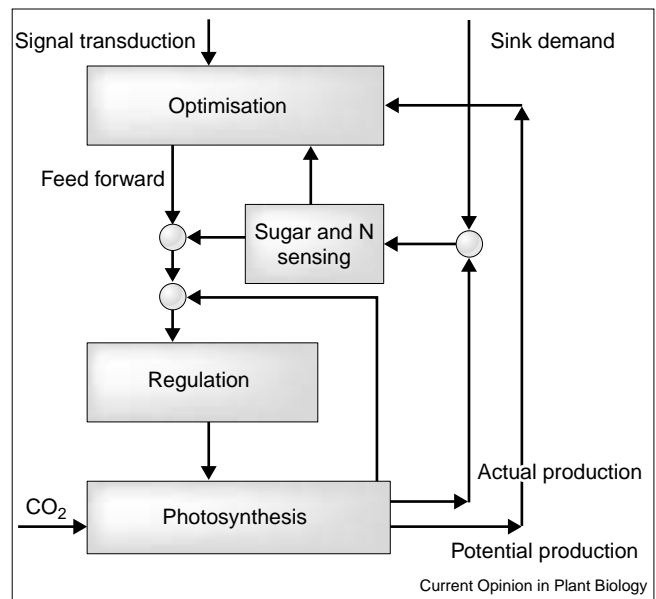 Signal transduction
Sink demand
Optimisation
Feed forward
Sugar and N
sensing
Regulation
Actual production
CO₂
Photosynthesis
Potential production
Current Opinion in Plant Biology